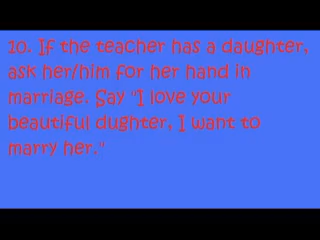 10. If the teacher has a daughter,
ask her/him for her hand in
marriage. Say "I love your
beautiful dughter, I want to
marry her."